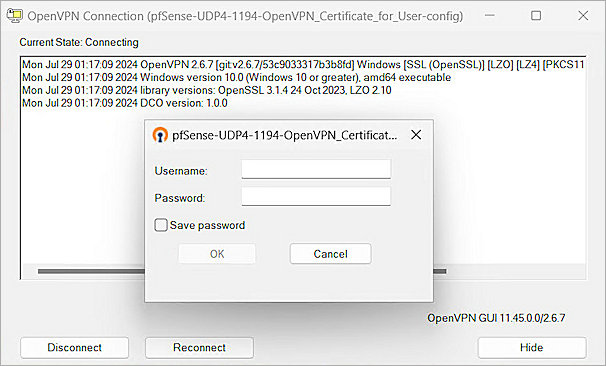 OpenVPN Connection (pfSense-UDP4-1194-OpenVPN_Certificate_for_User-config)
Current State: Connecting
Mon Jul 29 01:17:09 2024 OpenVPN 2.6.7 [git:v2.6.7/53c9033317b3b8fd] Windows [SSL (OpenSSL)] [LZO] [LZ4] [PKCS11
Mon Jul 29 01:17:09 2024 Windows version 10.0 (Windows 10 or greater), amd64 executable
Mon Jul 29 01:17:09 2024 library versions: OpenSSL 3.1.4 24 Oct 2023, LZO 2.10
Mon Jul 29 01:17:09 2024 DCO version: 1.0.0
pfSense-UDP4-1194-OpenVPN_Certificat...
Username:
Password:
Save password
OK Cancel
OpenVPN GUI 11.45.0.0/2.6.7
Disconnect Reconnect Hide